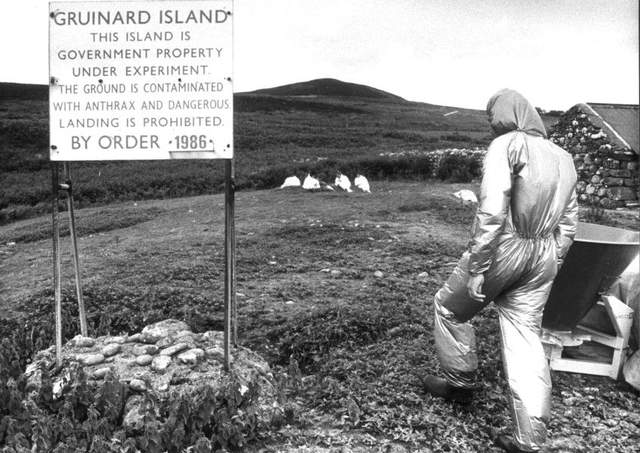 GRUINARD ISLAND
THIS ISLAND IS
GOVERNMENT PROPERTY
UNDER EXPERIMENT.
THE GROUND IS CONTAMINATED
WITH ANTHRAX AND DANGEROUS.
LANDING IS PROHIBITED.
BY ORDER ·1986·